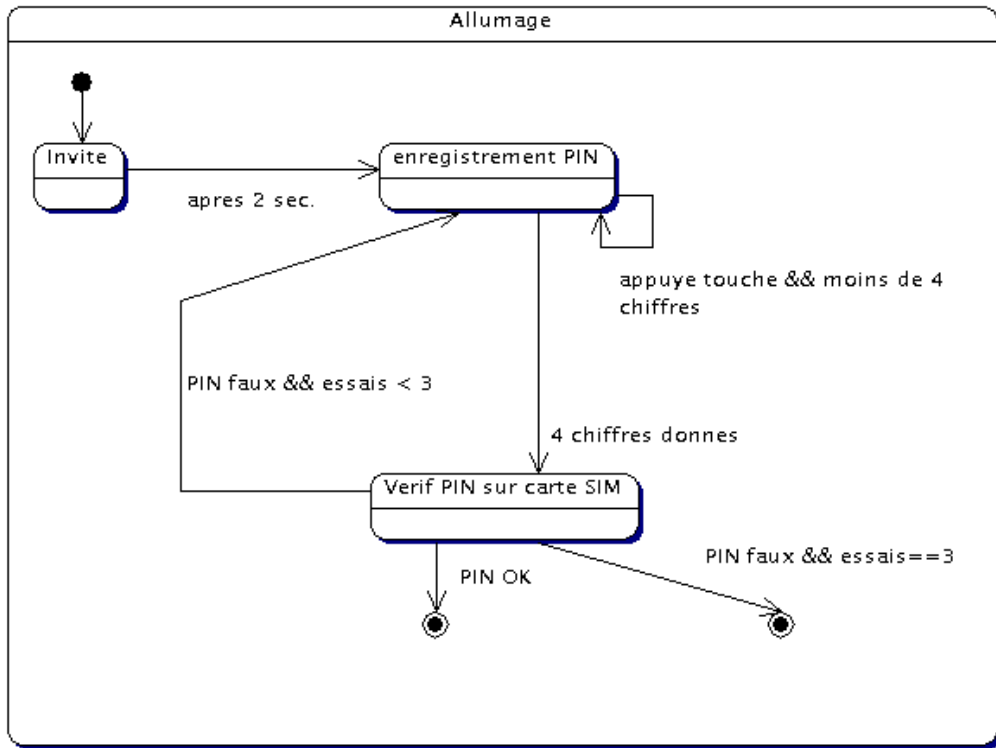 Allumage
Invite
enregistrement PIN
apres 2 sec.
appuye touche && moins de 4
chiffres
PIN faux && essais < 3
4 chiffres donnes
Verif PIN sur carte SIM
PIN OK
PIN faux && essais==3